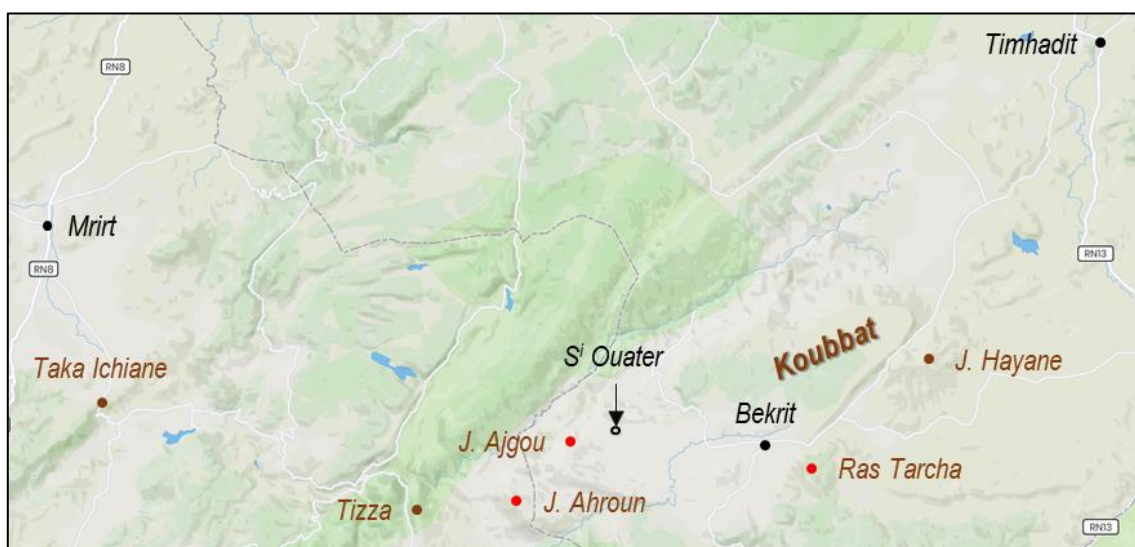 Timhadit
RN8
Mrirt
RN8
RN13
Koubbat
Sⁱ Ouater
Taka Ichiane
J. Hayane
Bekrit
J. Ajgou
Ras Tarcha
Tizza
J. Ahroun
RN13